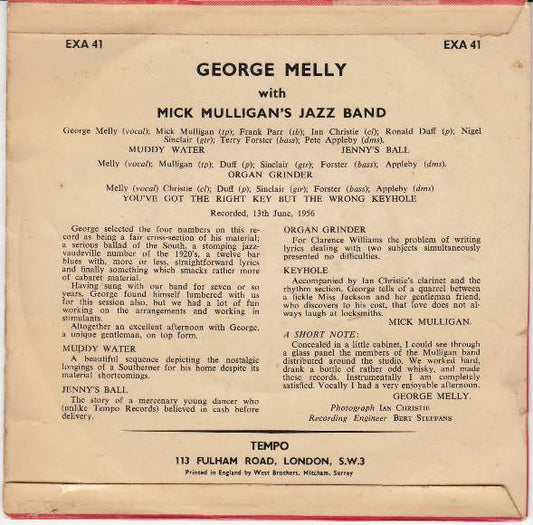 EXA 41 EXA 41
GEORGE MELLY
with
MICK MULLIGAN'S JAZZ BAND
George Melly (vocal); Mick Mulligan (tp); Frank Parr (tb); Ian Christie (cl); Ronald Duff (p); Nigel
Sinclair (gtr); Terry Forster (bass); Pete Appleby (dms).
MUDDY WATER JENNY'S BALL
Melly (vocal); Mulligan (tp); Duff (p); Sinclair (gtr); Forster (bass); Appleby (dms).
ORGAN GRINDER
Melly (vocal) Christie (cl); Duff (p); Sinclair (gtr); Forster (bass); Appleby (dms)
YOU'VE GOT THE RIGHT KEY BUT THE WRONG KEYHOLE
Recorded, 13th June, 1956
George selected the four numbers on this re-
cord as being a fair cross-section of his material;
a serious ballad of the South, a stomping jazz-
vaudeville number of the 1920's, a twelve bar
blues with, more or less, straightforward lyrics
and finally something which smacks rather more
of cabaret material.
Having sung with our band for seven or so
years, George found himself lumbered with us
for this session also, but we had a lot of fun
working on the arrangements and working in
stimulants.
Altogether an excellent afternoon with George,
a unique gentleman, on top form.
MUDDY WATER
A beautiful sequence depicting the nostalgic
longings of a Southerner for his home despite its
material shortcomings.
JENNY'S BALL
The story of a mercenary young dancer who
(unlike Tempo Records) believed in cash before
delivery.
ORGAN GRINDER
For Clarence Williams the problem of writing
lyrics dealing with two subjects simultaneously
presented no difficulties.
KEYHOLE
Accompanied by Ian Christie's clarinet and the
rhythm section, George tells of a quarrel between
a fickle Miss Jackson and her gentleman friend,
who discovers to his cost, that love does not al-
ways laugh at locksmiths.
MICK MULLIGAN.
A SHORT NOTE:
Concealed in a little cabinet, I could see through
a glass panel the members of the Mulligan band
distributed around the studio. We worked hard,
drank a bottle of rather odd whisky, and made
these records. Instrumentally I am completely
satisfied. Vocally I had a very enjoyable afternoon.
GEORGE MELLY.
Photograph IAN CHRISTIE
Recording Engineer BERT STEFFANS
TEMPO
113 FULHAM ROAD, LONDON, S.W.3
Printed in England by West Brothers, Mitcham, Surrey